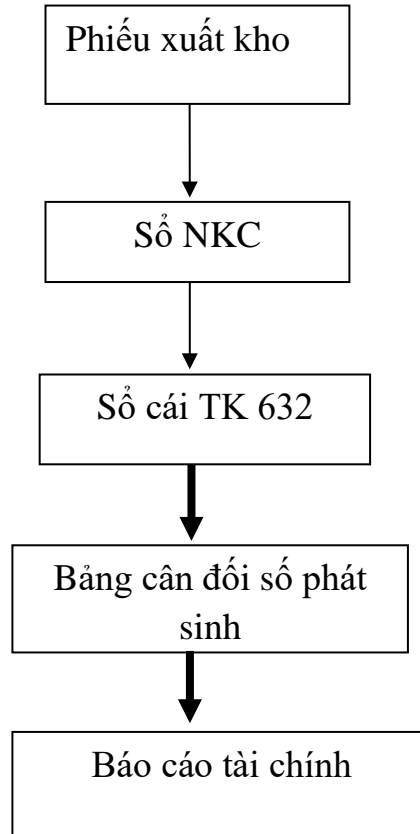 Phiếu xuất kho
Sổ NKC
Sổ cái TK 632
Bảng cân đối số phát
sinh
Báo cáo tài chính